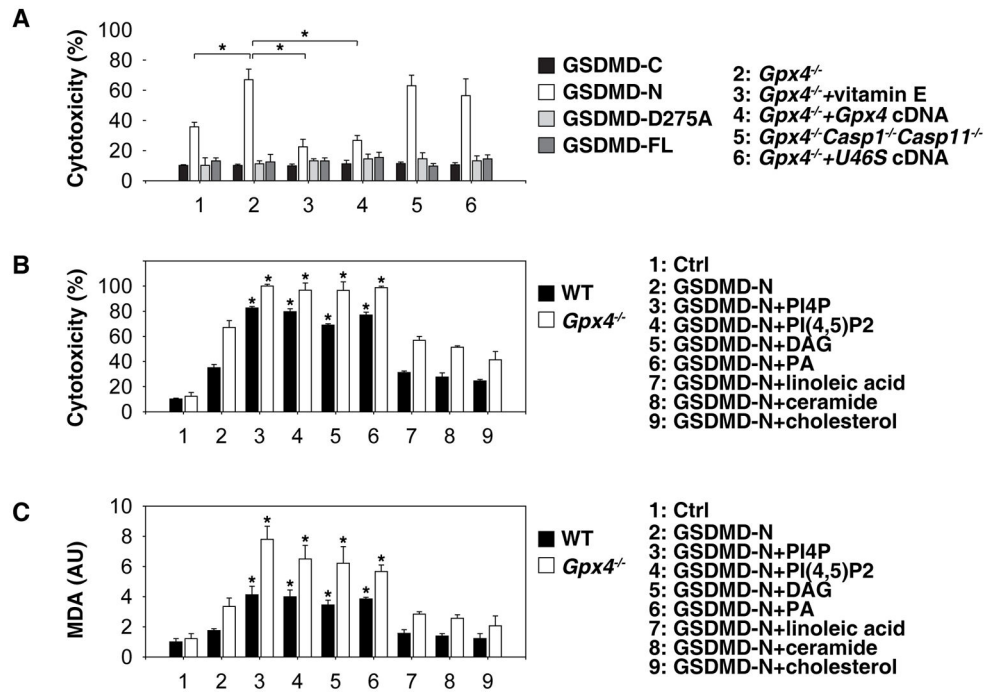 A
Cytotoxicity (%)
100
80
60
40
20
0
* * *
1 2 3 4 5 6
GSDMD-C
GSDMD-N
GSDMD-D275A
GSDMD-FL
2: Gpx4-/-
3: Gpx4-/-+vitamin E
4: Gpx4-/-+Gpx4 cDNA
5: Gpx4-/-Casp1-/-Casp11-/-
6: Gpx4-/-+U46S cDNA
B
Cytotoxicity (%)
100
80
60
40
20
0
* * * * * * * *
1 2 3 4 5 6 7 8 9
WT
Gpx4-/-
1: Ctrl
2: GSDMD-N
3: GSDMD-N+PI4P
4: GSDMD-N+PI(4,5)P2
5: GSDMD-N+DAG
6: GSDMD-N+PA
7: GSDMD-N+linoleic acid
8: GSDMD-N+ceramide
9: GSDMD-N+cholesterol
C
MDA (AU)
10
8
6
4
2
0
* * * * * * * *
1 2 3 4 5 6 7 8 9
WT
Gpx4-/-
1: Ctrl
2: GSDMD-N
3: GSDMD-N+PI4P
4: GSDMD-N+PI(4,5)P2
5: GSDMD-N+DAG
6: GSDMD-N+PA
7: GSDMD-N+linoleic acid
8: GSDMD-N+ceramide
9: GSDMD-N+cholesterol